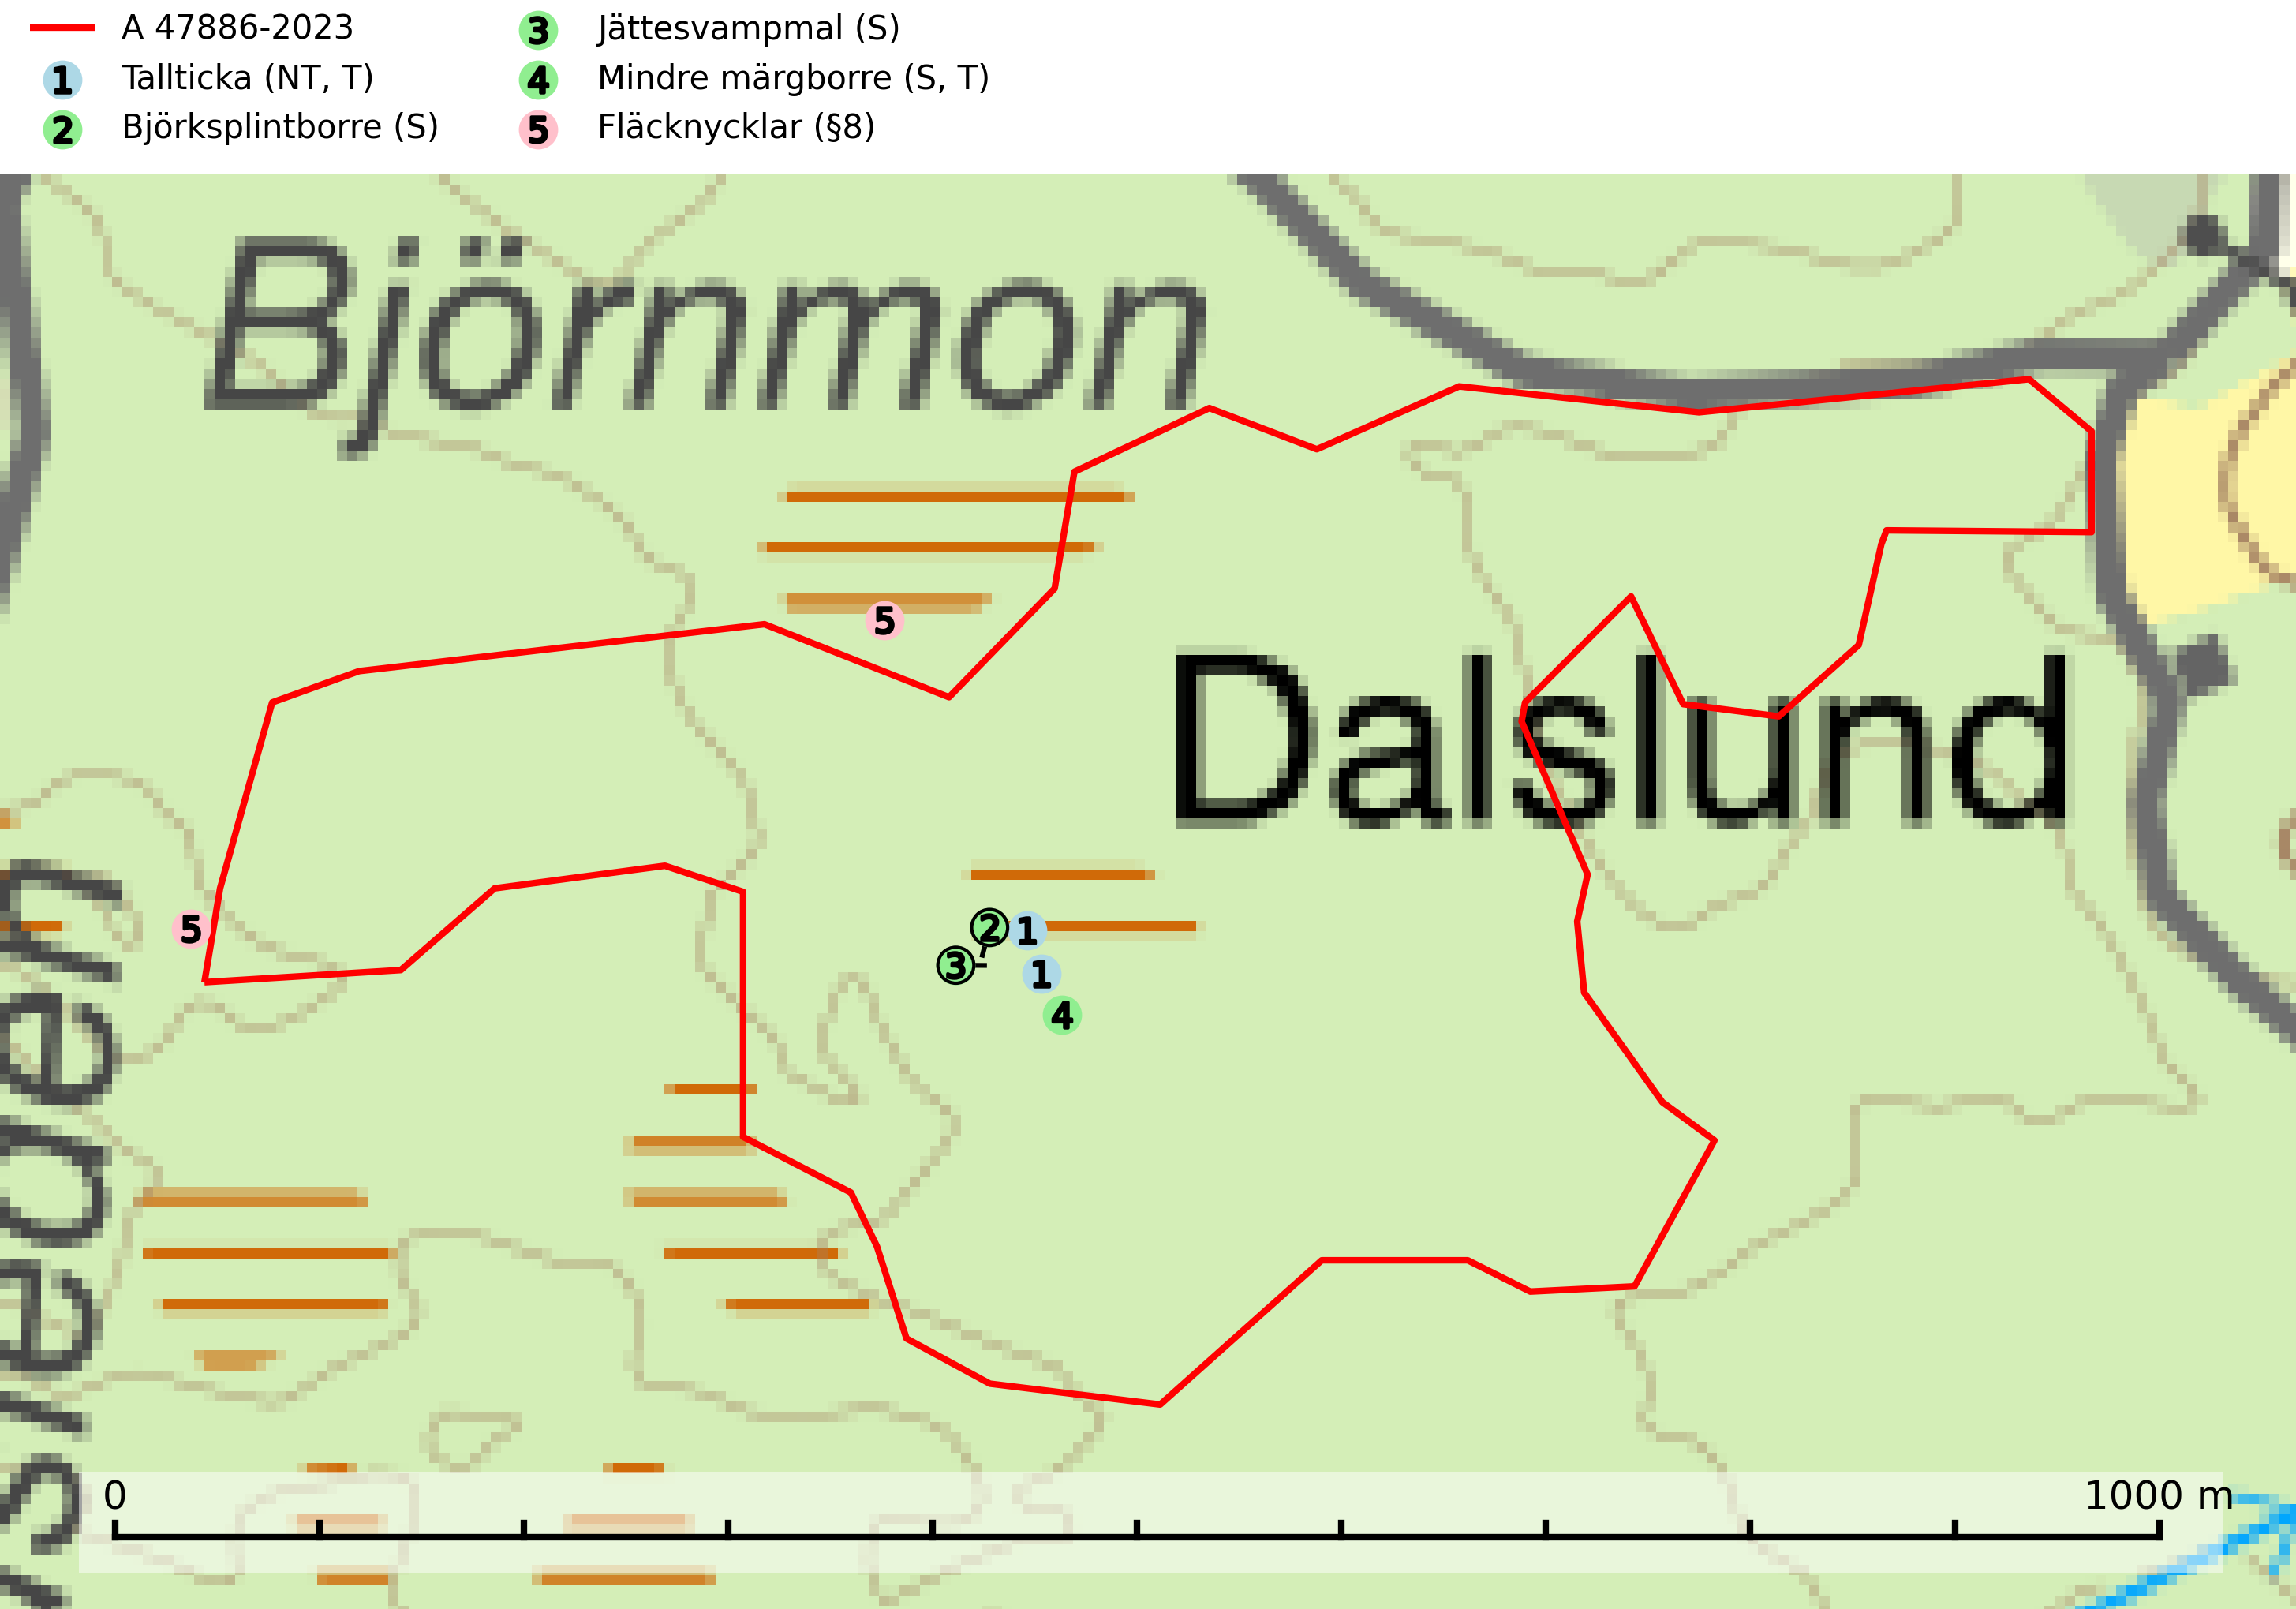 A 47886-2023
1 Tallticka (NT, T)
2 Björksplintborre (S)
3 Jättesvampmal (S)
4 Mindre märgborre (S, T)
5 Fläcknycklar (§8)
Björnmon
5
Dalslund
5
2 1
3
1
4
0 1000 m